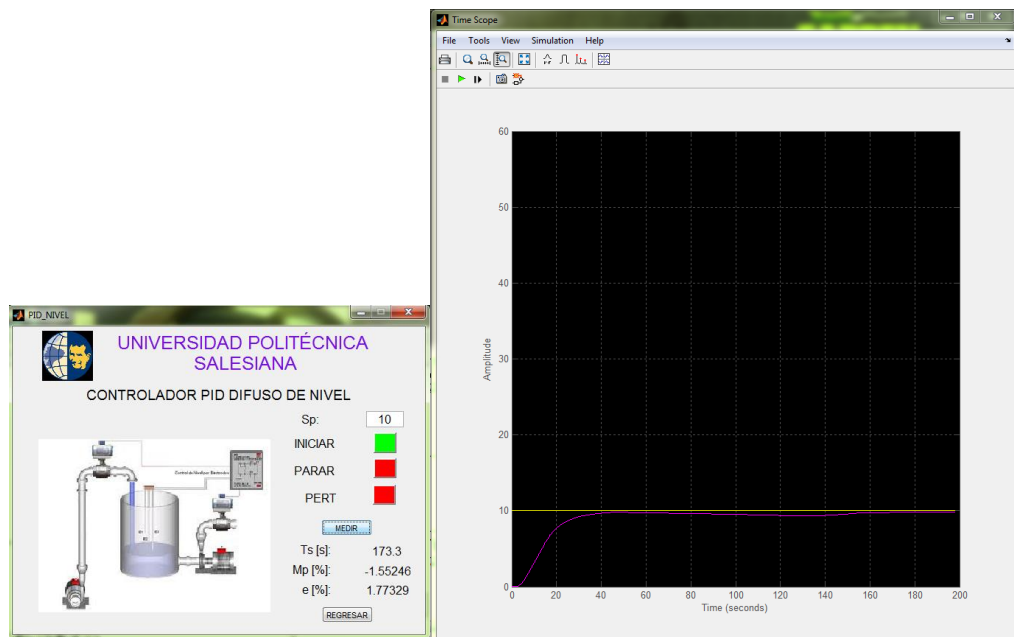 Time Scope
File Tools View Simulation Help
60
50
40
30
20
10
0
Amplitude
0 20 40 60 80 100 120 140 160 180 200
Time (seconds)
PID_NIVEL
UNIVERSIDAD POLITÉCNICA
SALESIANA
CONTROLADOR PID DIFUSO DE NIVEL
Sp: 10
INICIAR
PARAR
PERT
MEDIR
Ts [s]: 173.3
Mp [%]: -1.55246
e [%]: 1.77329
REGRESAR